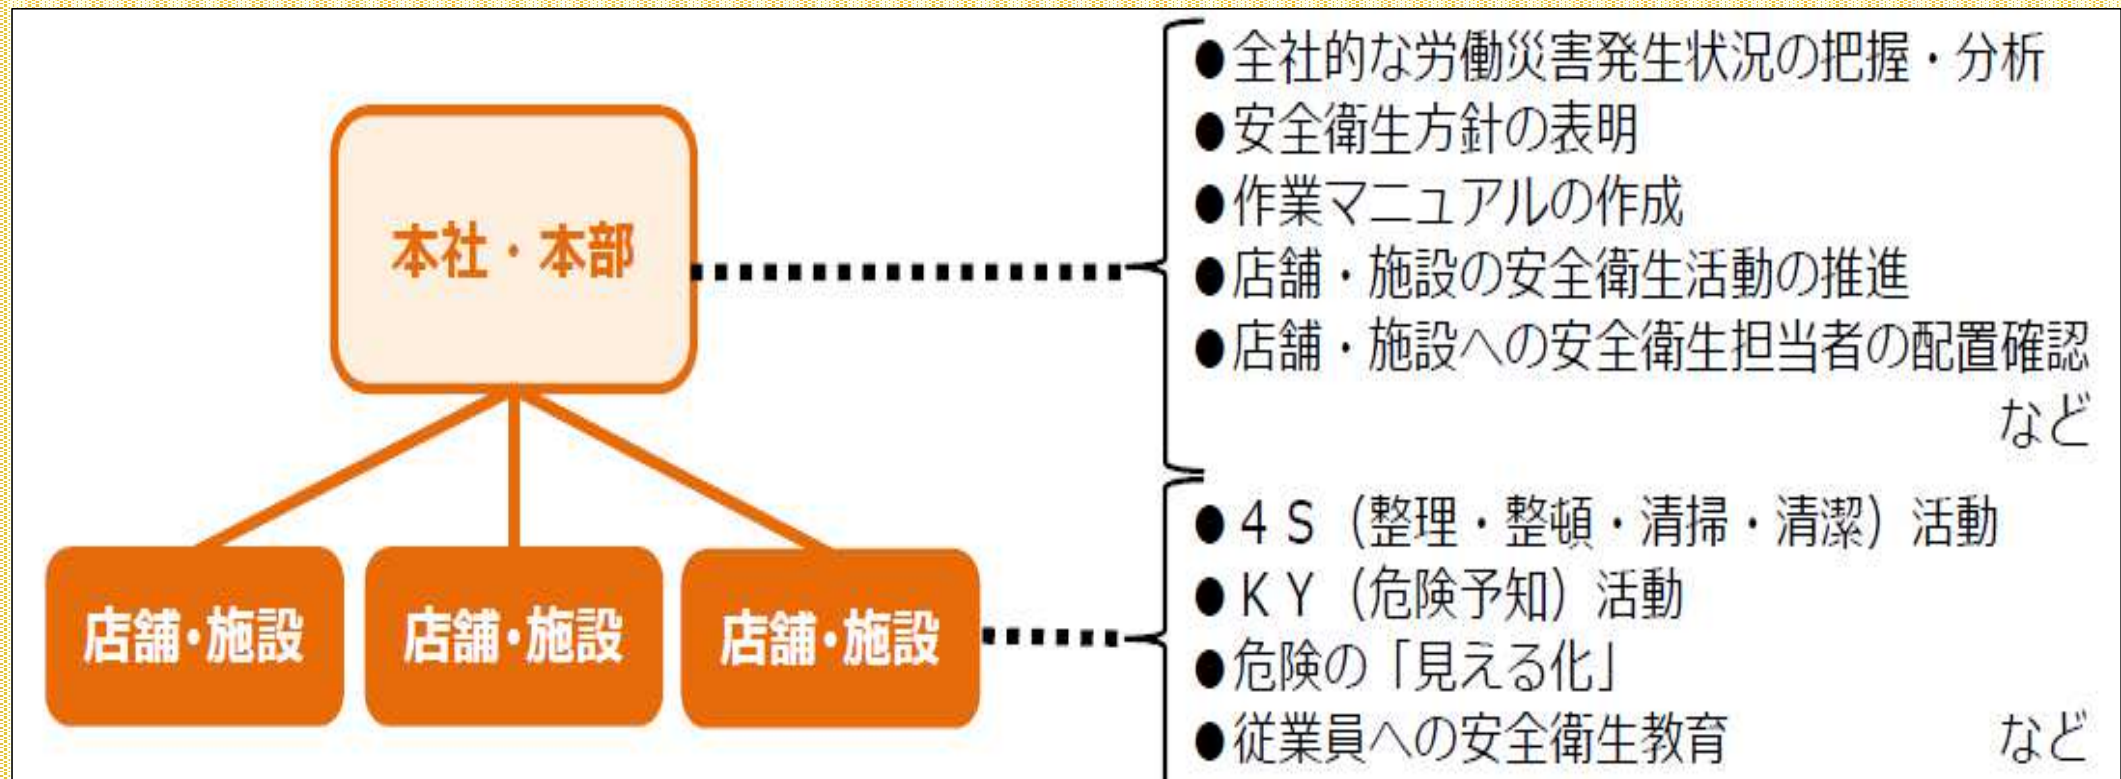 本社・本部
●全社的な労働災害発生状況の把握・分析
●安全衛生方針の表明
●作業マニュアルの作成
●店舗・施設の安全衛生活動の推進
●店舗・施設への安全衛生担当者の配置確認
など
店舗・施設
店舗・施設
店舗・施設
●４Ｓ（整理・整頓・清掃・清潔）活動
●ＫＹ（危険予知）活動
●危険の「見える化」
●従業員への安全衛生教育　など